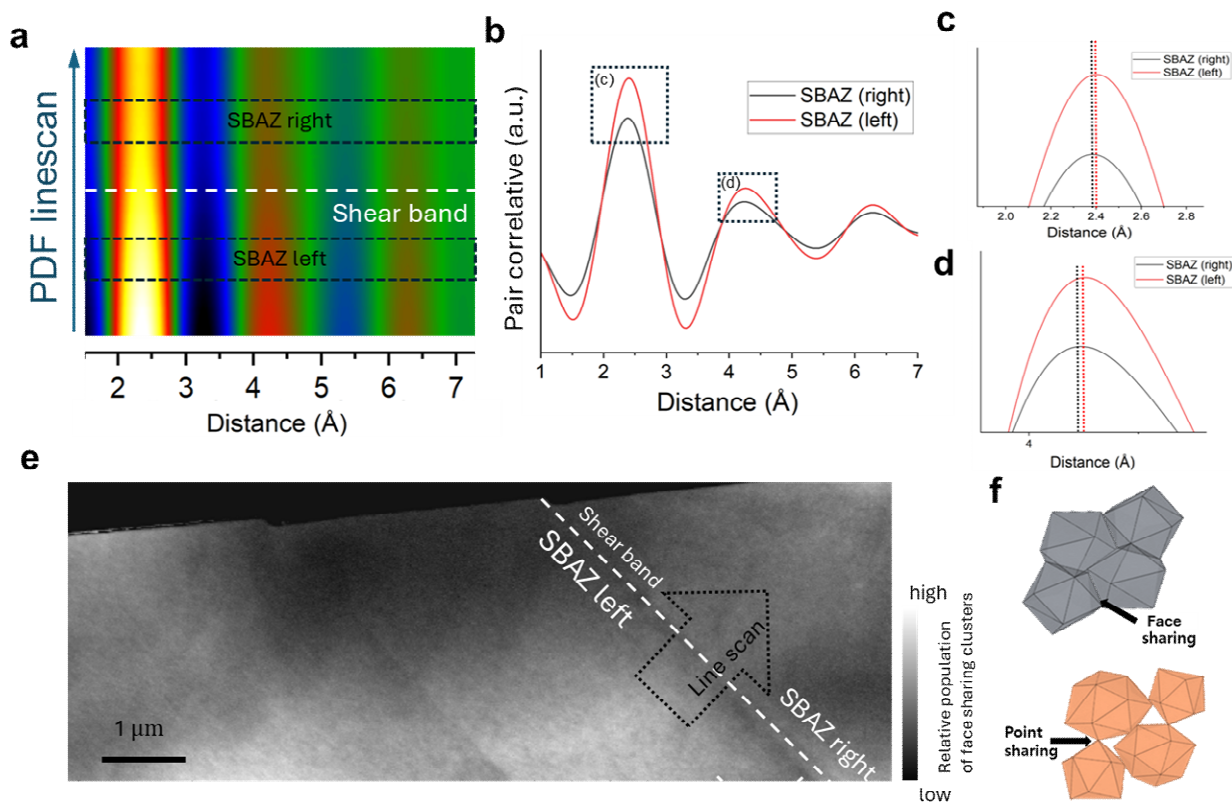 a
PDF linescan
SBAZ right
Shear band
SBAZ left
2 3 4 5 6 7
Distance (Å)
b
Pair correlative (a.u.)
(c)
(d)
SBAZ (right)
SBAZ (left)
1 2 3 4 5 6 7
Distance (Å)
c
SBAZ (right)
SBAZ (left)
2.0 2.2 2.4 2.6 2.8
Distance (Å)
d
SBAZ (right)
SBAZ (left)
4
Distance (Å)
e
Shear band
SBAZ left
Line scan
SBAZ right
1 µm
high
Relative population
of face sharing clusters
low
f
Face
sharing
Point
sharing